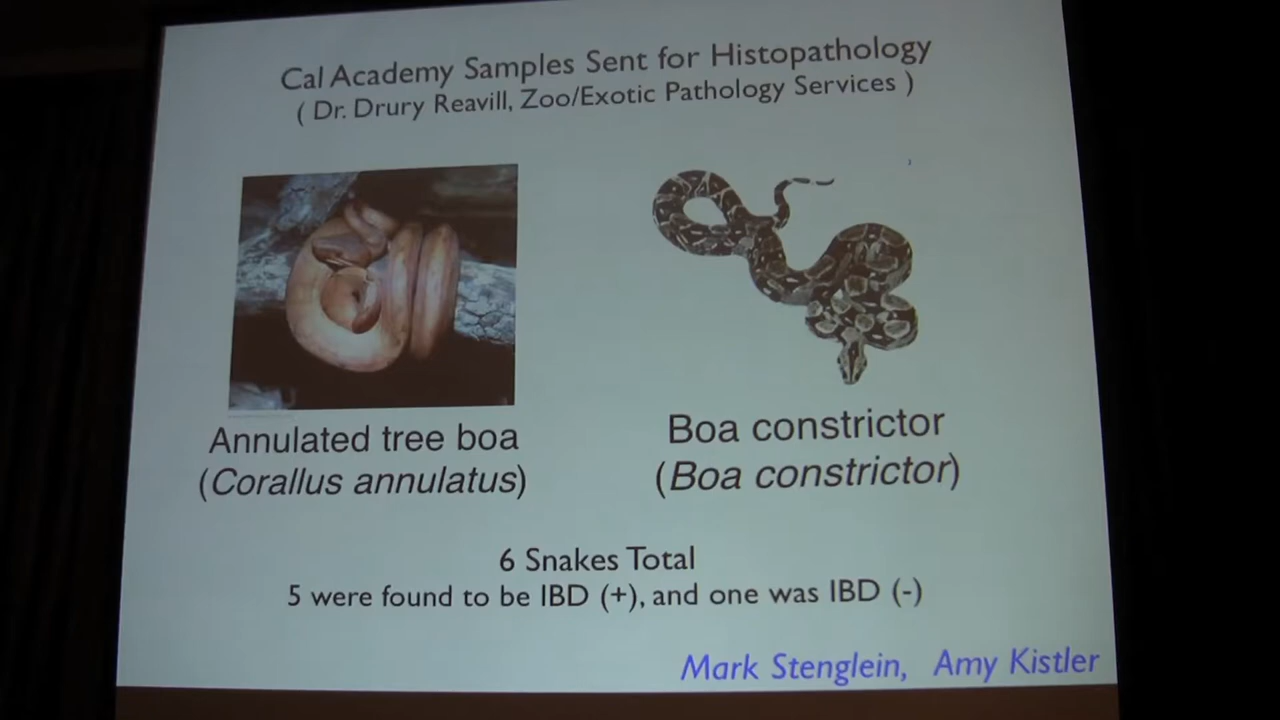 Cal Academy Samples Sent for Histopathology
( Dr. Drury Reavill, Zoo/Exotic Pathology Services )
Annulated tree boa
(Corallus annulatus)
Boa constrictor
(Boa constrictor)
6 Snakes Total
5 were found to be IBD (+), and one was IBD (-)
Mark Stenglein, Amy Kistler